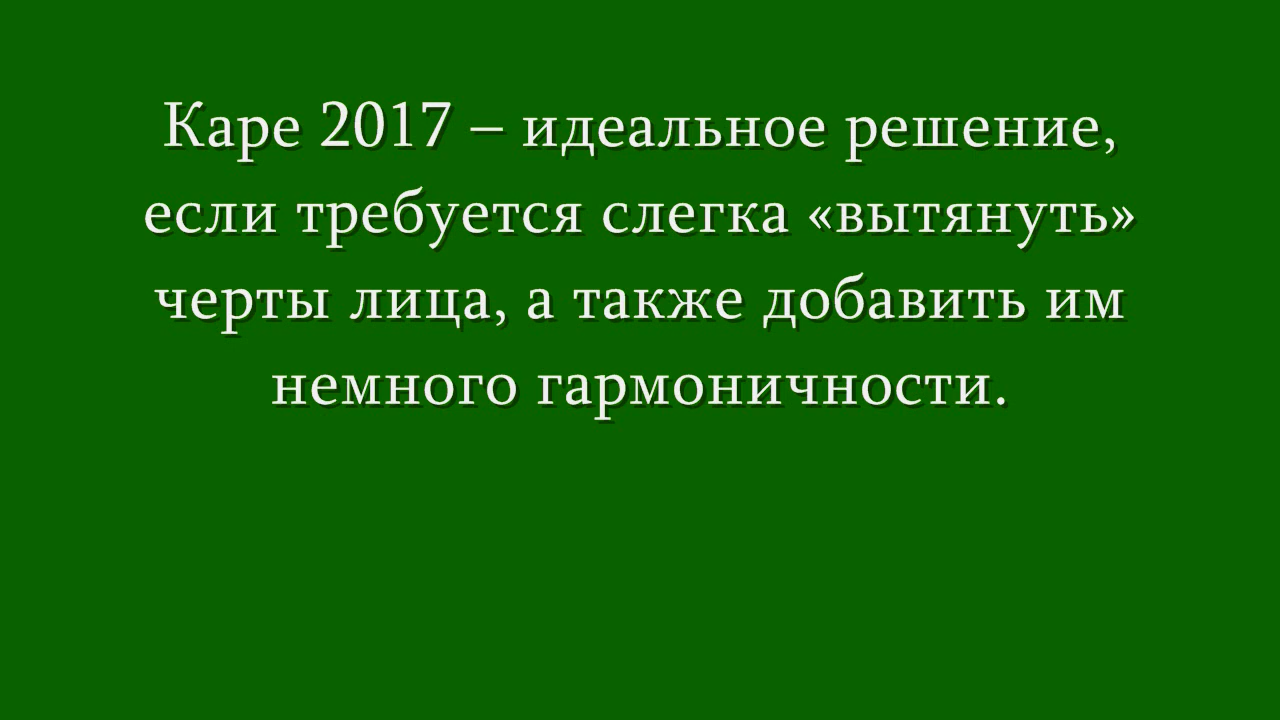 Каре 2017 – идеальное решение,
если требуется слегка «вытянуть»
черты лица, а также добавить им
немного гармоничности.